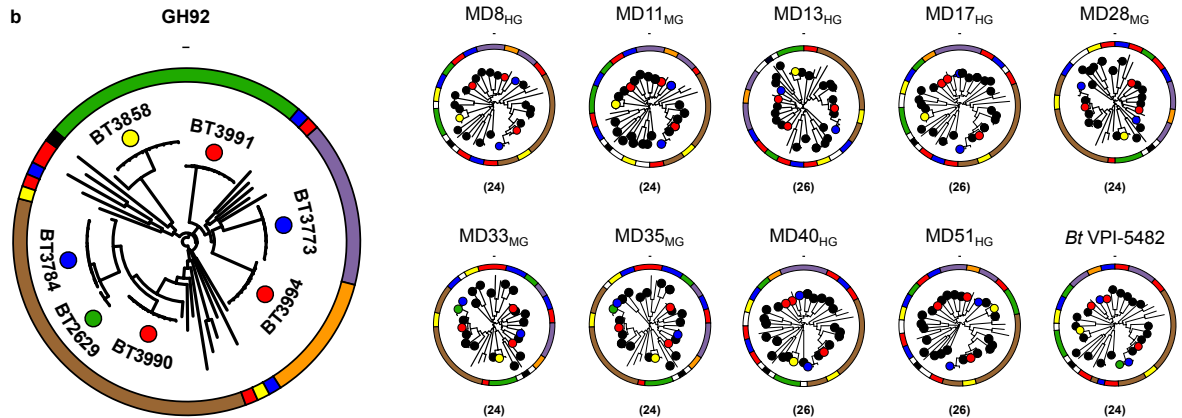 b
GH92
–
BT3858
BT3991
BT3773
BT3994
BT3990
BT2629
BT3784
MD8HG
-
(24)
MD11MG
-
(24)
MD13HG
-
(26)
MD17HG
-
(26)
MD28MG
-
(24)
MD33MG
-
(24)
MD35MG
-
(24)
MD40HG
-
(26)
MD51HG
-
(26)
Bt VPI-5482
-
(24)